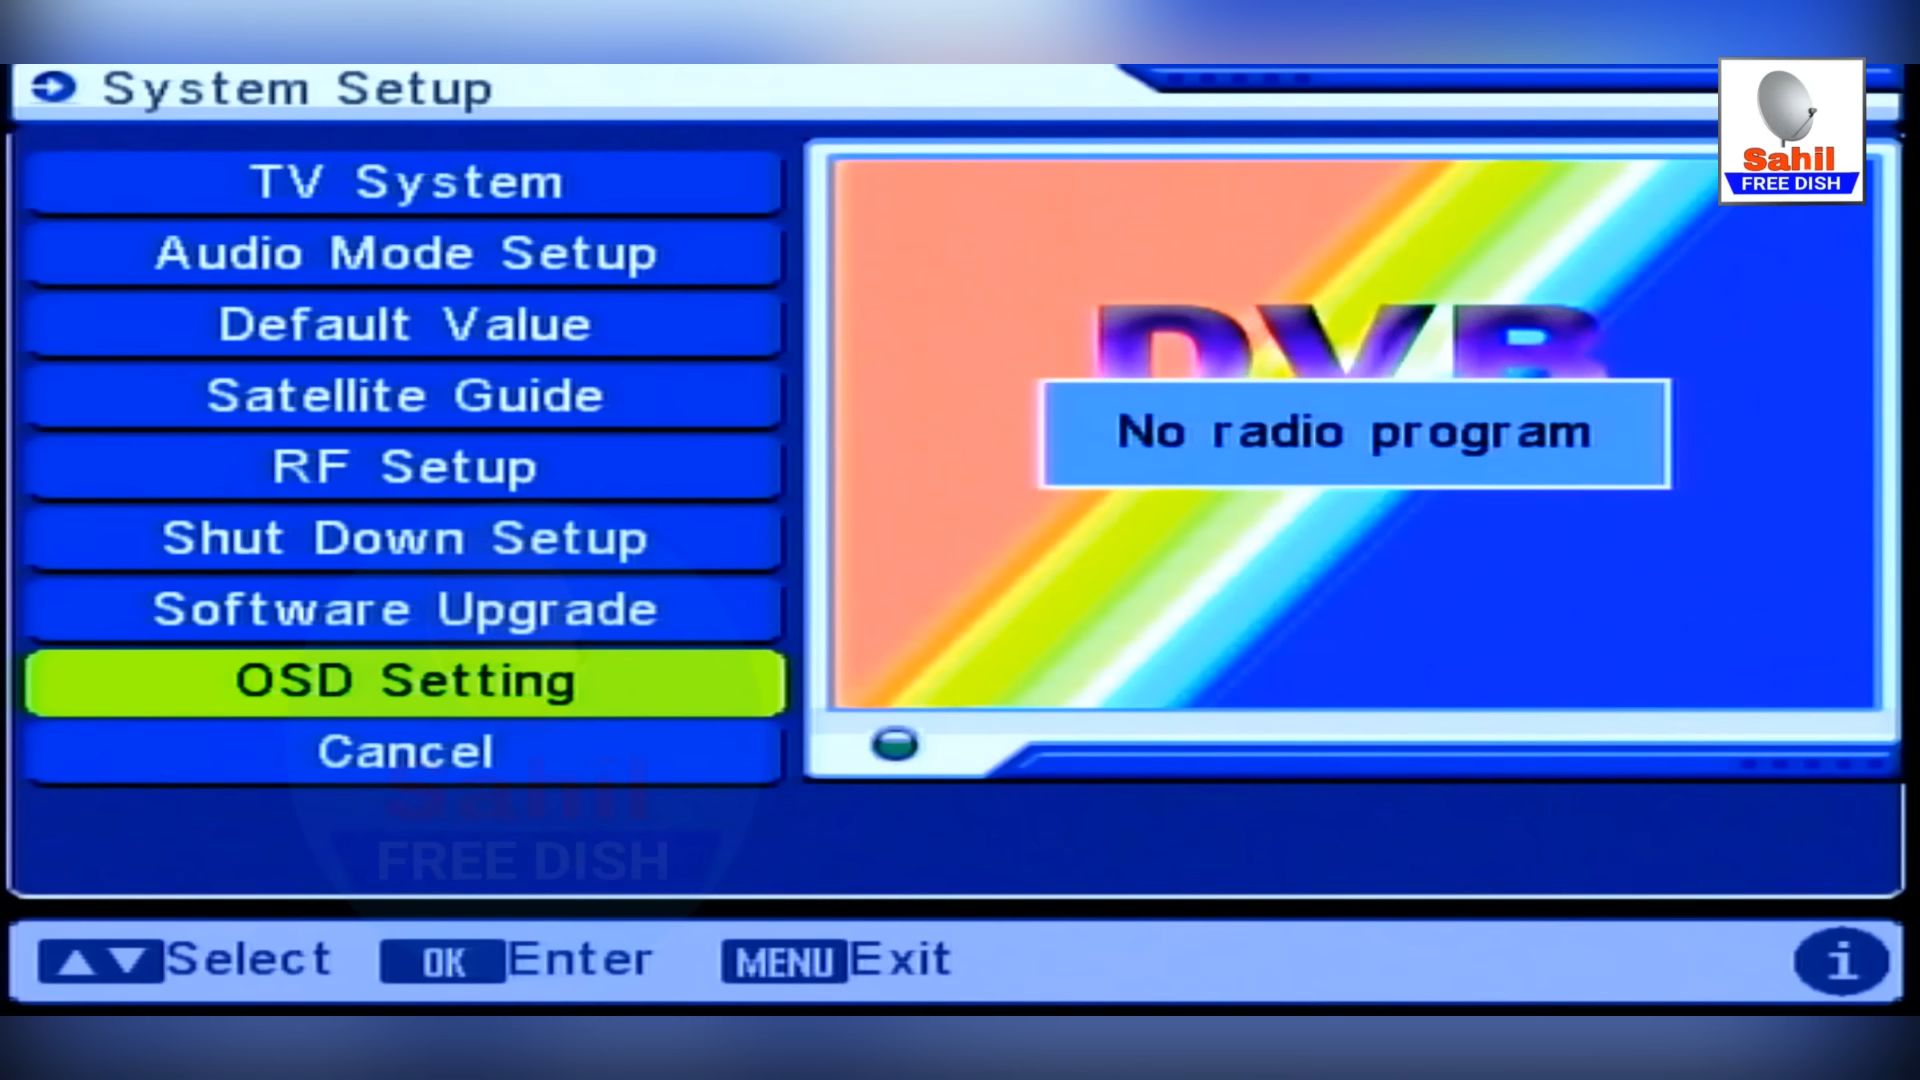 System Setup
TV System
Audio Mode Setup
Default Value
Satellite Guide
RF Setup
Shut Down Setup
Software Upgrade
OSD Setting
Cancel
DVB
No radio program
Sahil
FREE DISH
Sahil
FREE DISH
▲▼Select OK Enter MENU Exit
i